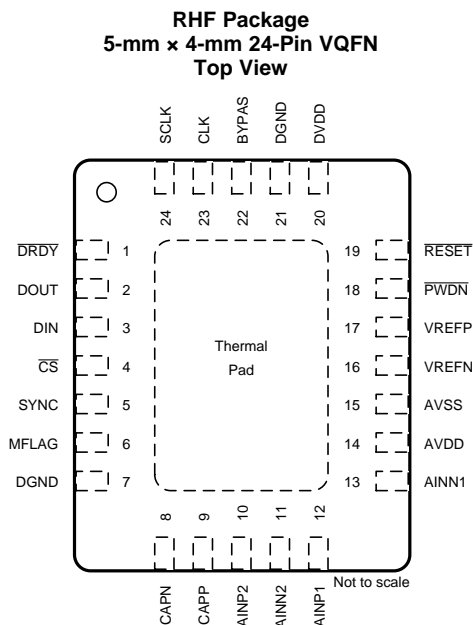 RHF Package
5-mm × 4-mm 24-Pin VQFN
Top View
SCLK
CLK
BYPAS
DGND
DVDD
24
23
22
21
20
DRDY 1
DOUT 2
DIN 3
CS 4
SYNC 5
MFLAG 6
DGND 7
Thermal
Pad
19 RESET
18 PWDN
17 VREFP
16 VREFN
15 AVSS
14 AVDD
13 AINN1
8
9
10
11
12
CAPN
CAPP
AINP2
AINN2
AINP1
Not to scale